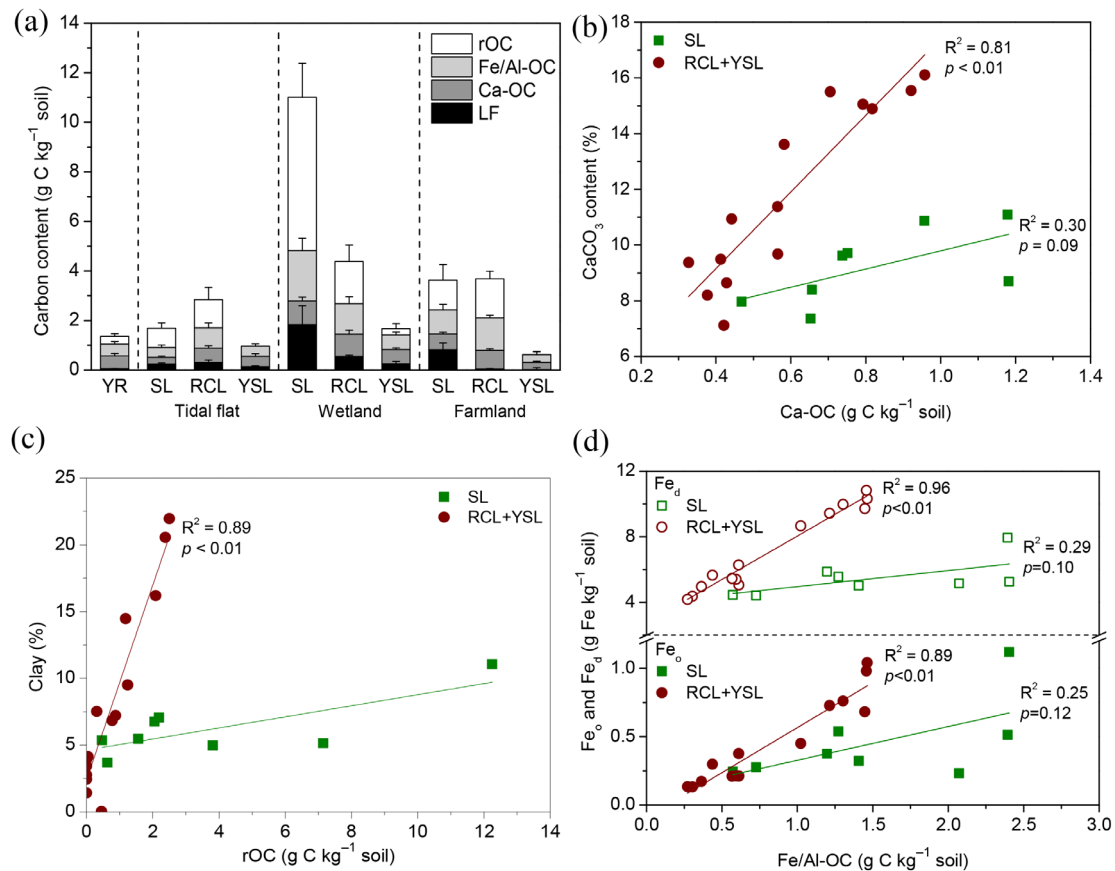 (a)
Carbon content (g C kg⁻¹ soil)
14
12
10
8
6
4
2
0
rOC
Fe/Al-OC
Ca-OC
LF
YR SL RCL YSL SL RCL YSL SL RCL YSL
Tidal flat Wetland Farmland
(b)
CaCO₃ content (%)
18
16
14
12
10
8
6
SL
RCL+YSL
R² = 0.81
p < 0.01
R² = 0.30
p = 0.09
0.2 0.4 0.6 0.8 1.0 1.2 1.4
Ca-OC (g C kg⁻¹ soil)
(c)
Clay (%)
25
20
15
10
5
0
SL
RCL+YSL
R² = 0.89
p < 0.01
0 2 4 6 8 10 12 14
rOC (g C kg⁻¹ soil)
(d)
Feₒ and Fe_d (g Fe kg⁻¹ soil)
12
8
4
1.0
0.5
0.0
Fe_d
SL
RCL+YSL
R² = 0.96
p<0.01
R² = 0.29
p=0.10
Feₒ
SL
RCL+YSL
R² = 0.89
p<0.01
R² = 0.25
p=0.12
0.0 0.5 1.0 1.5 2.0 2.5 3.0
Fe/Al-OC (g C kg⁻¹ soil)